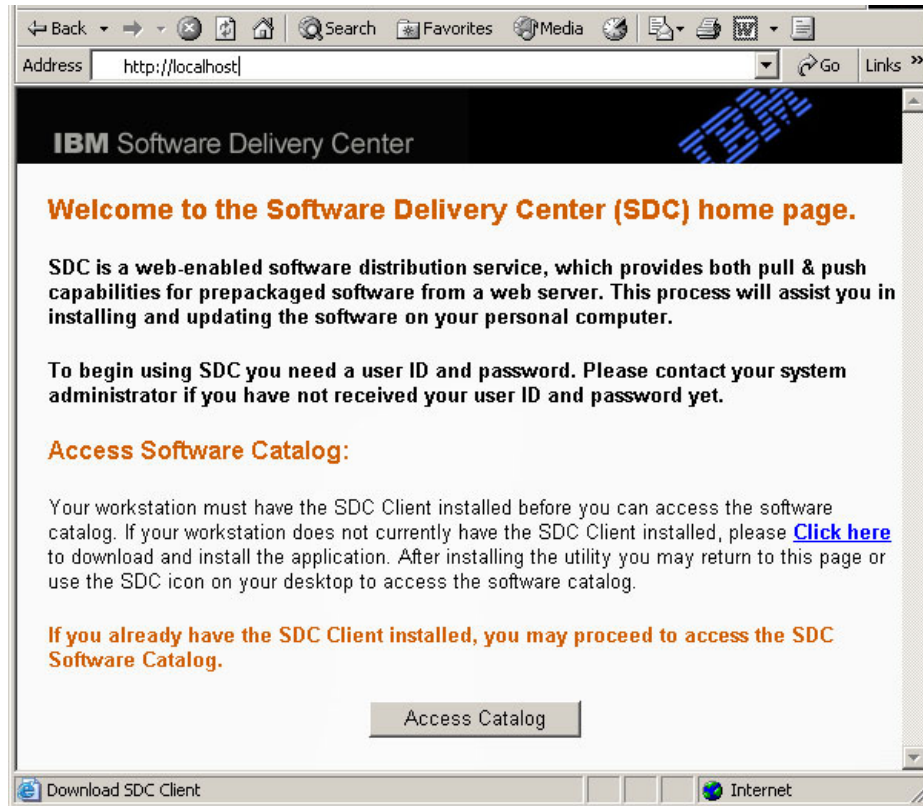 Back Search Favorites Media
Address http://localhost Go Links »
IBM Software Delivery Center IBM
Welcome to the Software Delivery Center (SDC) home page.
SDC is a web-enabled software distribution service, which provides both pull & push
capabilities for prepackaged software from a web server. This process will assist you in
installing and updating the software on your personal computer.
To begin using SDC you need a user ID and password. Please contact your system
administrator if you have not received your user ID and password yet.
Access Software Catalog:
Your workstation must have the SDC Client installed before you can access the software
catalog. If your workstation does not currently have the SDC Client installed, please Click here
to download and install the application. After installing the utility you may return to this page or
use the SDC icon on your desktop to access the software catalog.
If you already have the SDC Client installed, you may proceed to access the SDC
Software Catalog.
Access Catalog
Download SDC Client Internet